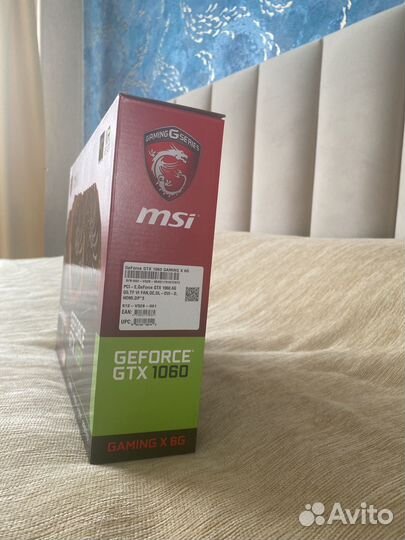 GAMING G SERIES
msi
GeForce GTX 1060 GAMING X 6G
PCI-E,GeForce GTX 1060,6G
HDMI,DP*3
EAN:
UPC:
GEFORCE
GTX 1060
GAMING X 6G
Avito